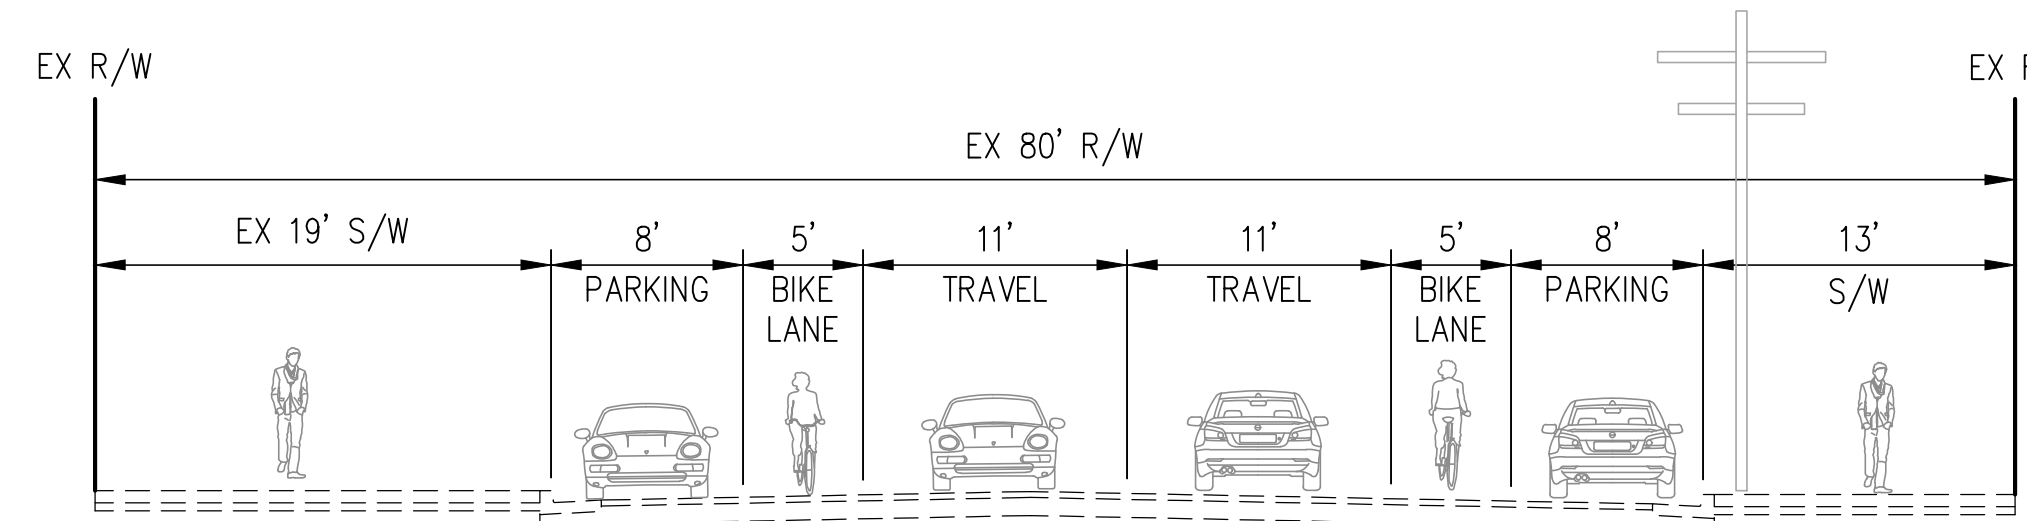 EX R/W
EX
EX 80' R/W
EX 19' S/W
8'
PARKING
5'
BIKE
LANE
11'
TRAVEL
11'
TRAVEL
5'
BIKE
LANE
8'
PARKING
13'
S/W